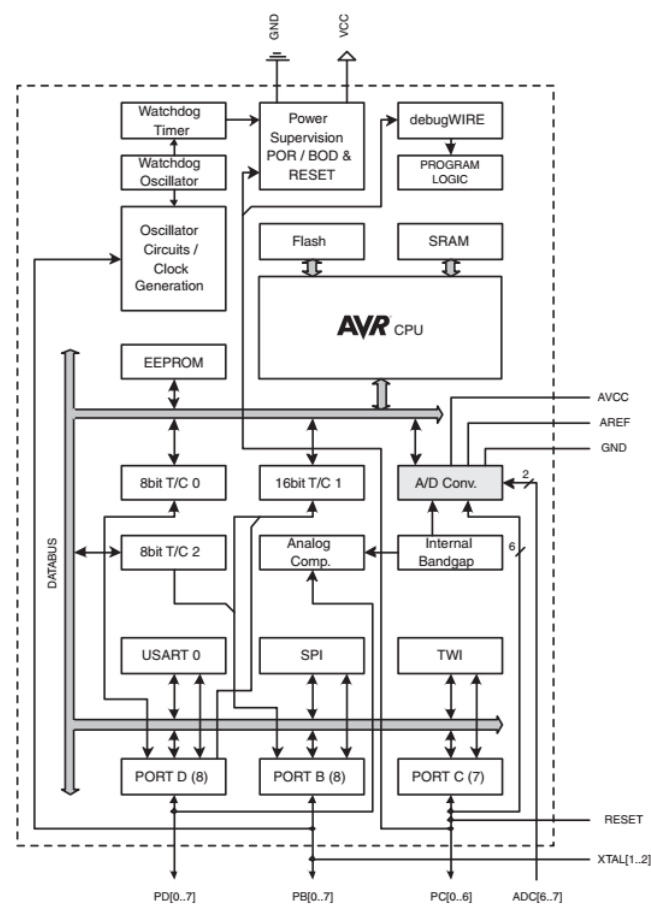 GND
VCC
Watchdog
Timer
Power
Supervision
POR / BOD &
RESET
debugWIRE
Watchdog
Oscillator
PROGRAM
LOGIC
Oscillator
Circuits /
Clock
Generation
Flash
SRAM
AVR CPU
EEPROM
AVCC
AREF
GND
8bit T/C 0
16bit T/C 1
A/D Conv.
2
DATABUS
8bit T/C 2
Analog
Comp.
Internal
Bandgap
6
USART 0
SPI
TWI
PORT D (8)
PORT B (8)
PORT C (7)
RESET
XTAL[1..2]
PD[0..7]
PB[0..7]
PC[0..6]
ADC[6..7]